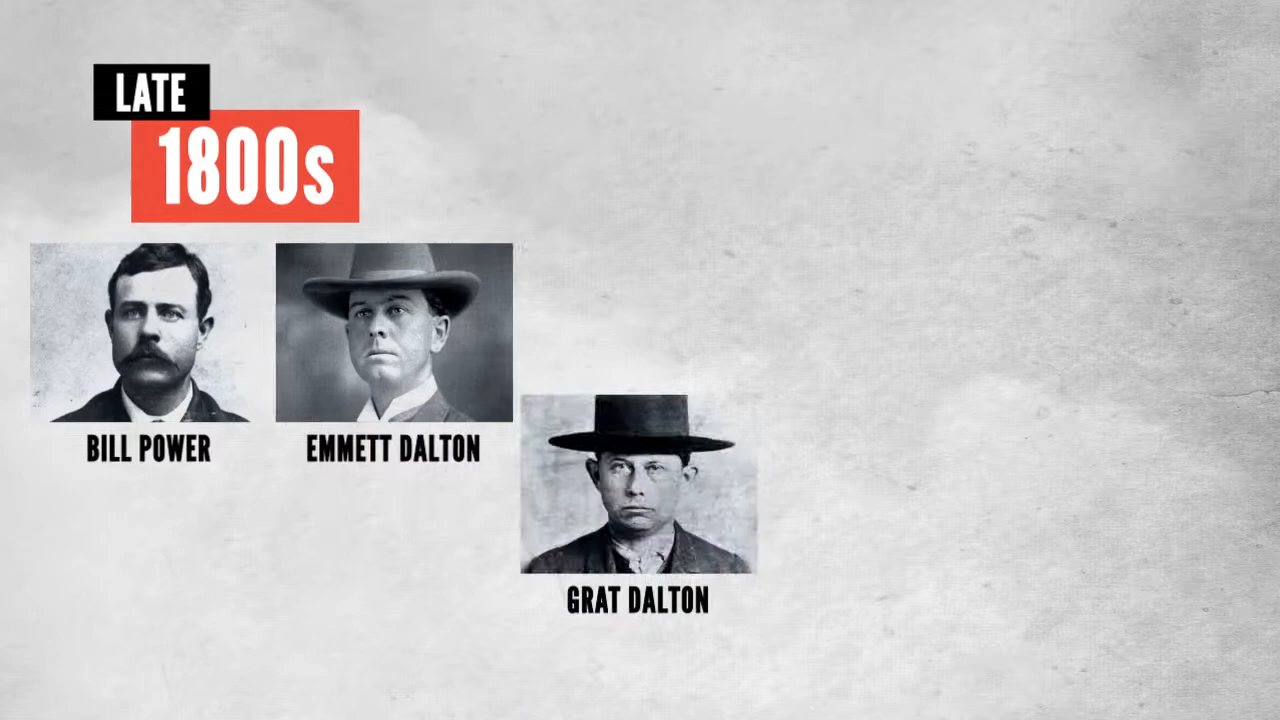 LATE
1800s
BILL POWER
EMMETT DALTON
GRAT DALTON